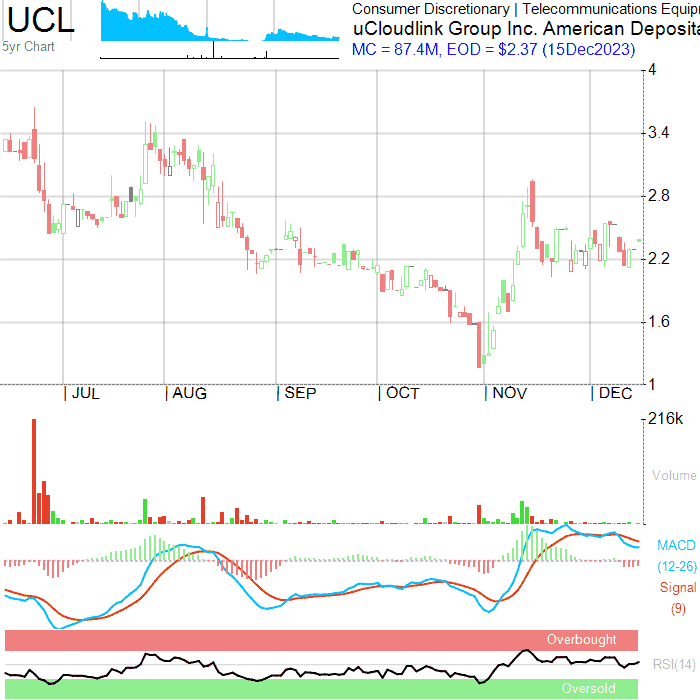 UCL
5yr Chart
Consumer Discretionary | Telecommunications Equip
uCloudlink Group Inc. American Deposita
MC = 87.4M, EOD = $2.37 (15Dec2023)
4
3.4
2.8
2.2
1.6
1
| JUL | AUG | SEP | OCT | NOV | DEC
216k
Volume
MACD
(12-26)
Signal
(9)
Overbought
RSI(14)
Oversold